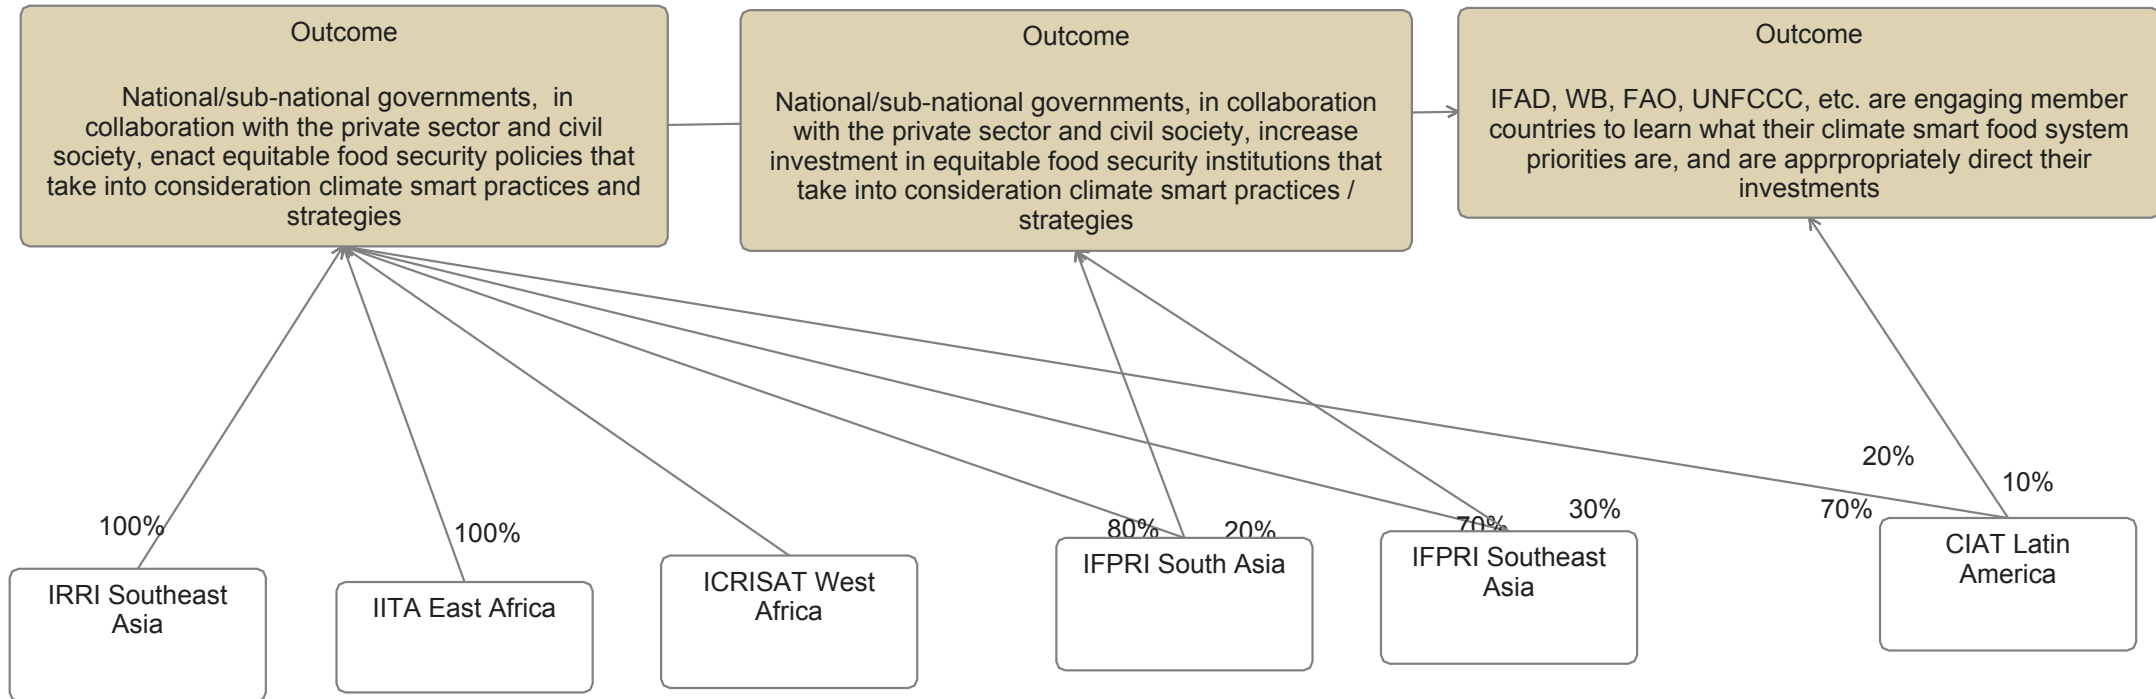 Outcome
National/sub-national governments, in
collaboration with the private sector and civil
society, enact equitable food security policies that
take into consideration climate smart practices and
strategies
Outcome
National/sub-national governments, in collaboration
with the private sector and civil society, increase
investment in equitable food security institutions that
take into consideration climate smart practices /
strategies
Outcome
IFAD, WB, FAO, UNFCCC, etc. are engaging member
countries to learn what their climate smart food system
priorities are, and are apprpropriately direct their
investments
20%
10%
100%
100%
80%
20%
70%
30%
70%
IRRI Southeast
Asia
IITA East Africa
ICRISAT West
Africa
IFPRI South Asia
IFPRI Southeast
Asia
CIAT Latin
America